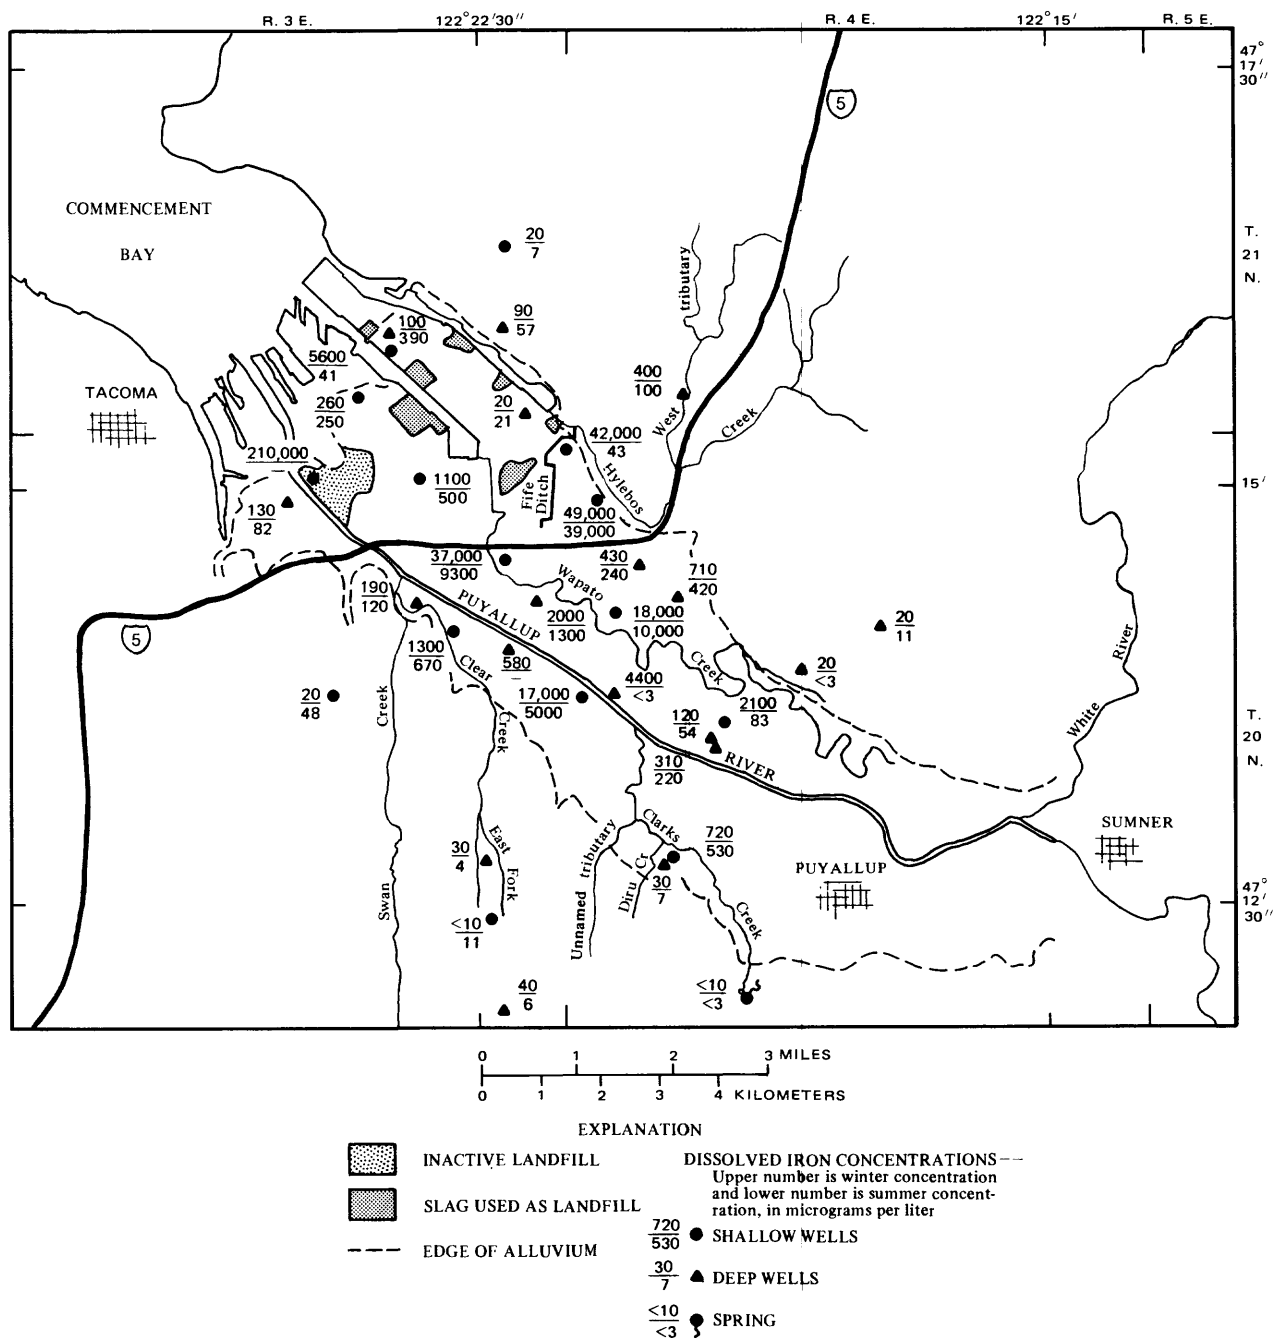 R. 3 E. 122°22'30" R. 4 E. 122°15' R. 5 E.
47°
17'
30"
5
COMMENCEMENT
BAY
T.
21
N.
20
7
tributary
90
57
100
390
5600
41
400
100
TACOMA
260
250
20
21
West
Creek
42,000
43
210,000
1100
500
Fife
Ditch
Hylebos
15'
130
82
49,000
39,000
37,000
9300
430
240
710
420
Wapato
190
120
PUYALLUP
2000
1300
18,000
10,000
20
11
5
1300
670
Clear
580
Creek
20
<3
River
20
48
Creek
Creek
17,000
5000
4400
<3
2100
83
120
54
White
T.
20
N.
RIVER
310
220
Clarks
720
530
SUMNER
30
4
East
Fork
Unnamed tributary
Diru Cr
30
7
PUYALLUP
47°
12'
30"
Swan
<10
11
Creek
40
6
<10
<3
0 1 2 3 MILES
0 1 2 3 4 KILOMETERS
EXPLANATION
INACTIVE LANDFILL
SLAG USED AS LANDFILL
EDGE OF ALLUVIUM
DISSOLVED IRON CONCENTRATIONS--
Upper number is winter concentration
and lower number is summer concent-
ration, in micrograms per liter
720
530
SHALLOW WELLS
30
7
DEEP WELLS
<10
<3
SPRING